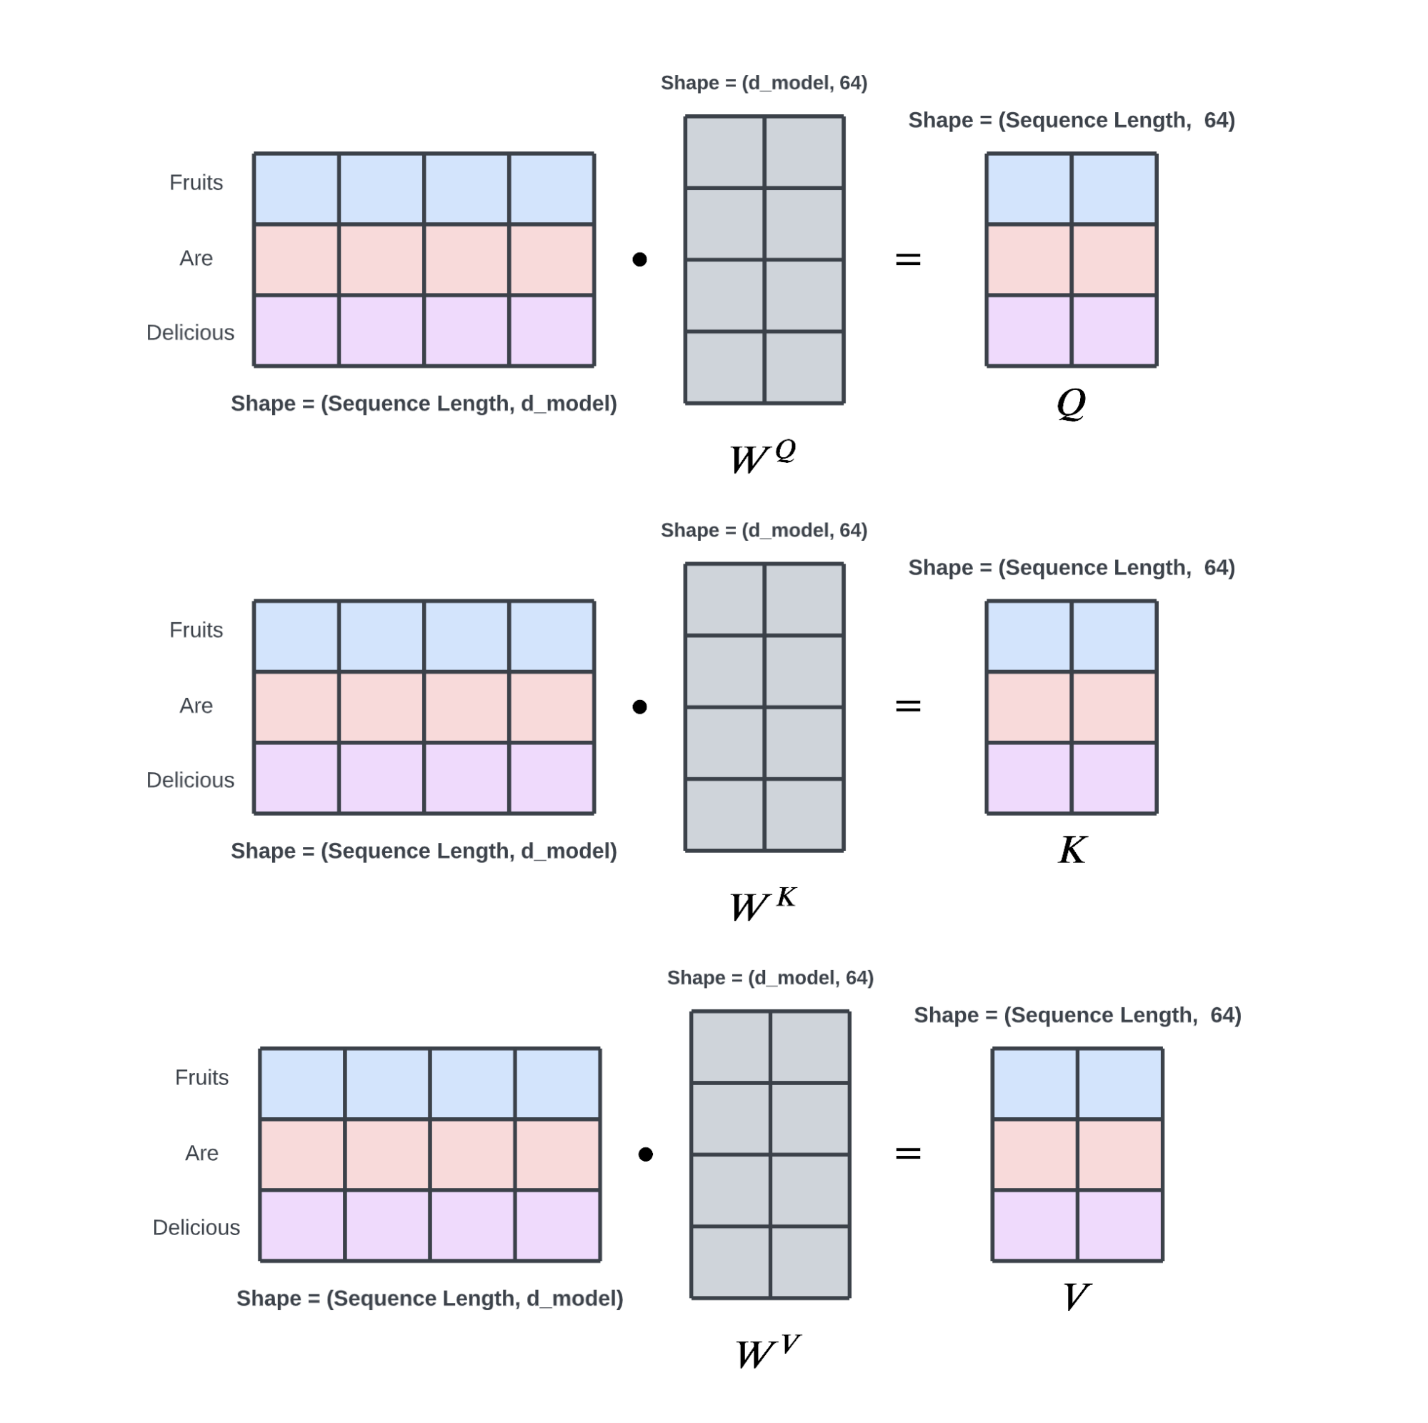 Shape = (d_model, 64)
Shape = (Sequence Length,  64)
Fruits
Are
Delicious
•
=
Shape = (Sequence Length, d_model)
Q
W^Q
Shape = (d_model, 64)
Shape = (Sequence Length,  64)
Fruits
Are
Delicious
•
=
Shape = (Sequence Length, d_model)
K
W^K
Shape = (d_model, 64)
Shape = (Sequence Length,  64)
Fruits
Are
Delicious
•
=
Shape = (Sequence Length, d_model)
V
W^V